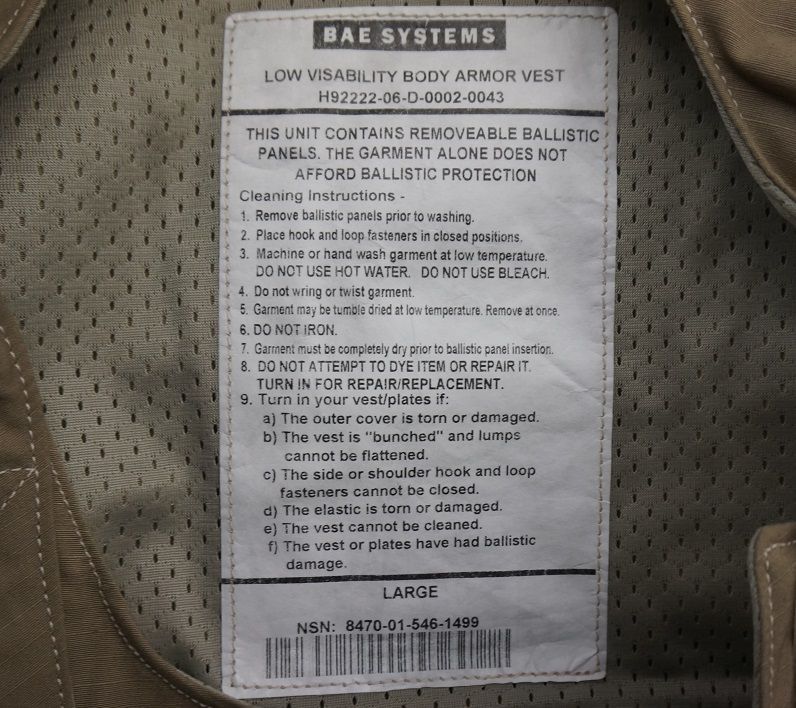 BAE SYSTEMS
LOW VISABILITY BODY ARMOR VEST
H92222-06-D-0002-0043
THIS UNIT CONTAINS REMOVEABLE BALLISTIC
PANELS. THE GARMENT ALONE DOES NOT
AFFORD BALLISTIC PROTECTION
Cleaning Instructions -
1. Remove ballistic panels prior to washing.
2. Place hook and loop fasteners in closed positions.
3. Machine or hand wash garment at low temperature.
DO NOT USE HOT WATER. DO NOT USE BLEACH.
4. Do not wring or twist garment.
5. Garment may be tumble dried at low temperature. Remove at once.
6. DO NOT IRON.
7. Garment must be completely dry prior to ballistic panel insertion.
8. DO NOT ATTEMPT TO DYE ITEM OR REPAIR IT.
TURN IN FOR REPAIR/REPLACEMENT.
9. Turn in your vest/plates if:
a) The outer cover is torn or damaged.
b) The vest is "bunched" and lumps
cannot be flattened.
c) The side or shoulder hook and loop
fasteners cannot be closed.
d) The elastic is torn or damaged.
e) The vest cannot be cleaned.
f) The vest or plates have had ballistic
damage.
LARGE
NSN: 8470-01-546-1499